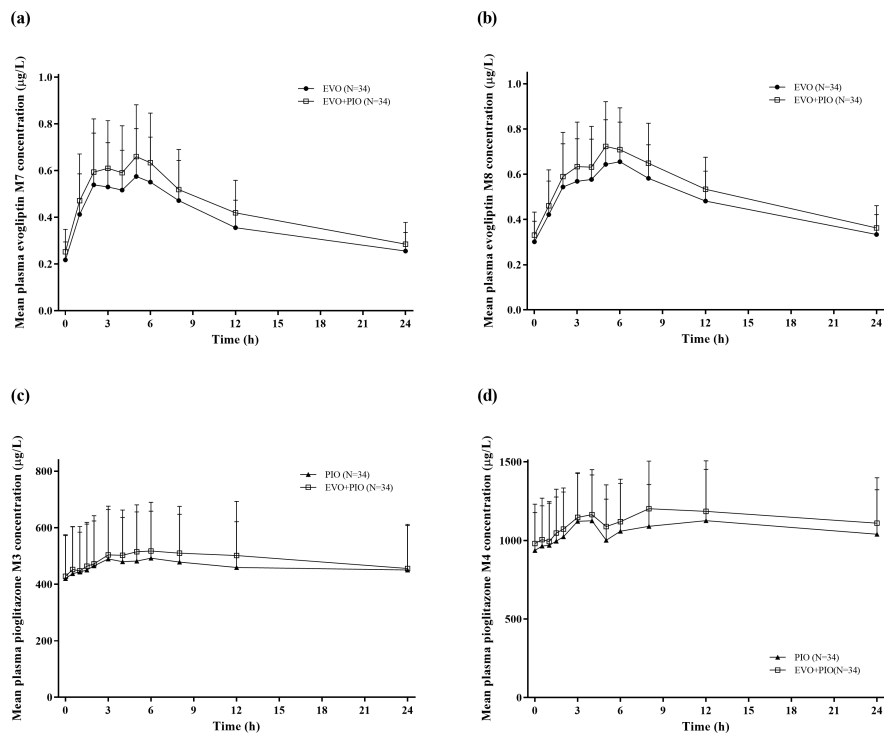 (a)
Mean plasma evogliptin M7 concentration (μg/L)
1.0
0.8
0.6
0.4
0.2
0.0
EVO (N=34)
EVO+PIO (N=34)
0 3 6 9 12 15 18 21 24
Time (h)
(b)
Mean plasma evogliptin M8 concentration (μg/L)
1.0
0.8
0.6
0.4
0.2
0.0
EVO (N=34)
EVO+PIO (N=34)
0 3 6 9 12 15 18 21 24
Time (h)
(c)
Mean plasma pioglitazone M3 concentration (μg/L)
800
600
400
200
0
PIO (N=34)
EVO+PIO (N=34)
0 3 6 9 12 15 18 21 24
Time (h)
(d)
Mean plasma pioglitazone M4 concentration (μg/L)
1500
1000
500
0
PIO (N=34)
EVO+PIO(N=34)
0 3 6 9 12 15 18 21 24
Time (h)